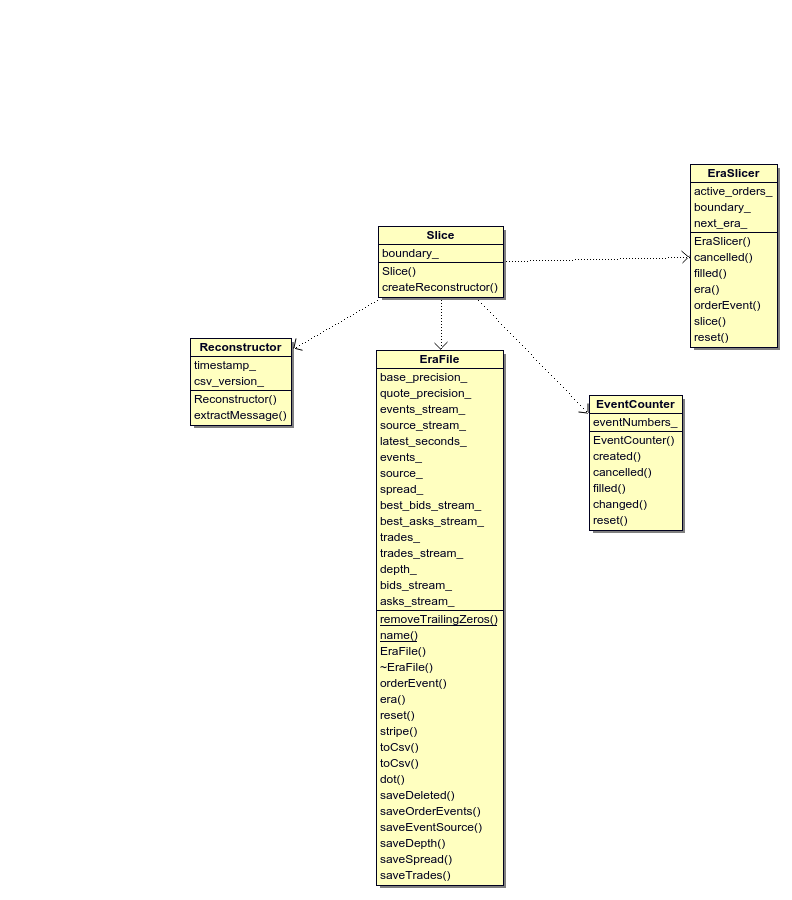 EraSlicer
active_orders_
boundary_
next_era_
EraSlicer()
cancelled()
filled()
era()
orderEvent()
slice()
reset()
Slice
boundary_
Slice()
createReconstructor()
Reconstructor
timestamp_
csv_version_
Reconstructor()
extractMessage()
EraFile
base_precision_
quote_precision_
events_stream_
source_stream_
latest_seconds_
events_
source_
spread_
best_bids_stream_
best_asks_stream_
trades_
trades_stream_
depth_
bids_stream_
asks_stream_
removeTrailingZeros()
name()
EraFile()
~EraFile()
orderEvent()
era()
reset()
stripe()
toCsv()
toCsv()
dot()
saveDeleted()
saveOrderEvents()
saveEventSource()
saveDepth()
saveSpread()
saveTrades()
EventCounter
eventNumbers_
EventCounter()
created()
cancelled()
filled()
changed()
reset()